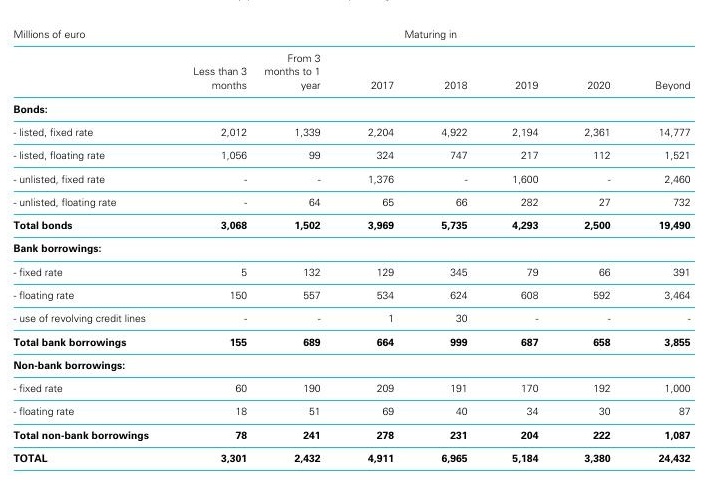 Millions of euro Maturing in
Less than 3 months From 3 months to 1 year 2017 2018 2019 2020 Beyond
Bonds:
- listed, fixed rate 2,012 1,339 2,204 4,922 2,194 2,361 14,777
- listed, floating rate 1,056 99 324 747 217 112 1,521
- unlisted, fixed rate - - 1,376 - 1,600 - 2,460
- unlisted, floating rate - 64 65 66 282 27 732
Total bonds 3,068 1,502 3,969 5,735 4,293 2,500 19,490
Bank borrowings:
- fixed rate 5 132 129 345 79 66 391
- floating rate 150 557 534 624 608 592 3,464
- use of revolving credit lines - - 1 30 - - -
Total bank borrowings 155 689 664 999 687 658 3,855
Non-bank borrowings:
- fixed rate 60 190 209 191 170 192 1,000
- floating rate 18 51 69 40 34 30 87
Total non-bank borrowings 78 241 278 231 204 222 1,087
TOTAL 3,301 2,432 4,911 6,965 5,184 3,380 24,432